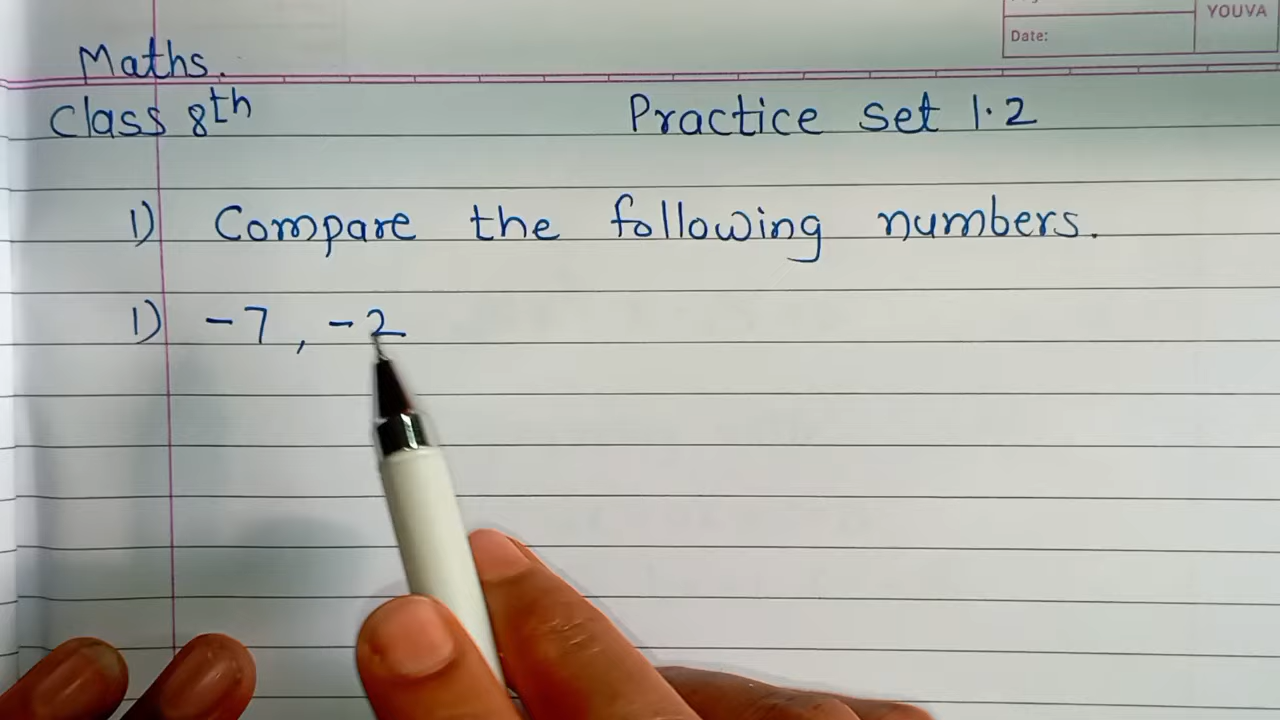 YOUVA
Date:
Maths.
Class 8th
Practice set 1.2
1) Compare the following numbers.
1) -7, -2